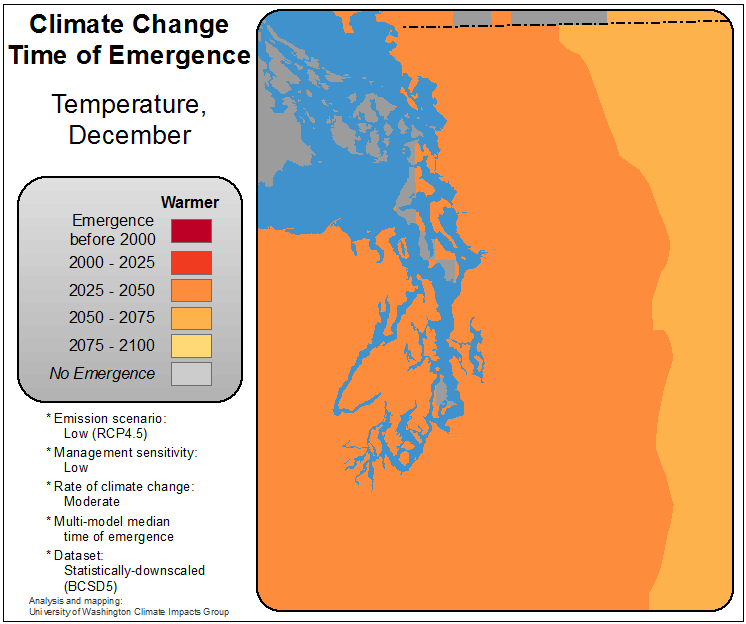 Climate Change
Time of Emergence
Temperature,
December
Warmer
Emergence
before 2000
2000 - 2025
2025 - 2050
2050 - 2075
2075 - 2100
No Emergence
* Emission scenario:
Low (RCP4.5)
* Management sensitivity:
Low
* Rate of climate change:
Moderate
* Multi-model median
time of emergence
* Dataset:
Statistically-downscaled
(BCSD5)
Analysis and mapping:
University of Washington Climate Impacts Group